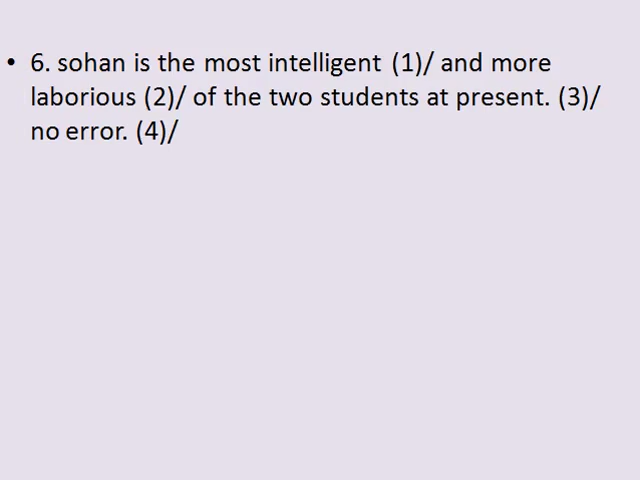 • 6. sohan is the most intelligent (1)/ and more
laborious (2)/ of the two students at present. (3)/
no error. (4)/